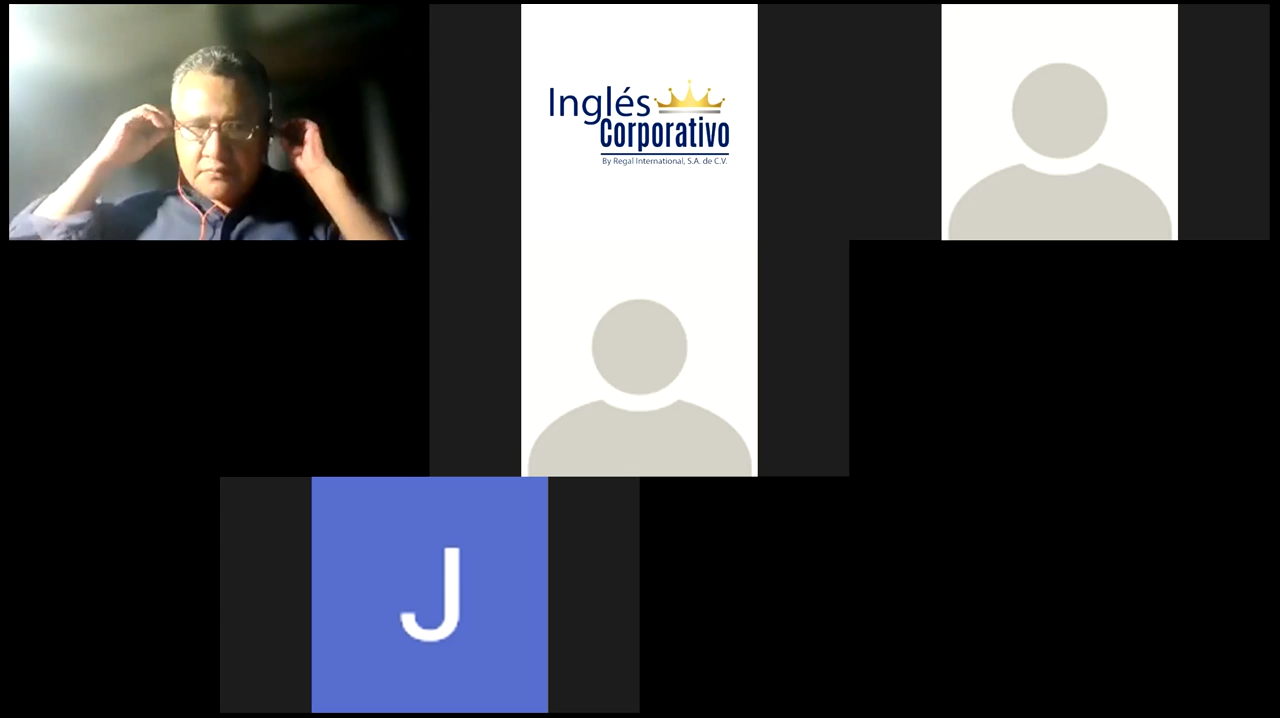 Inglés
Corporativo
By Regal International, S.A. de C.V.
J